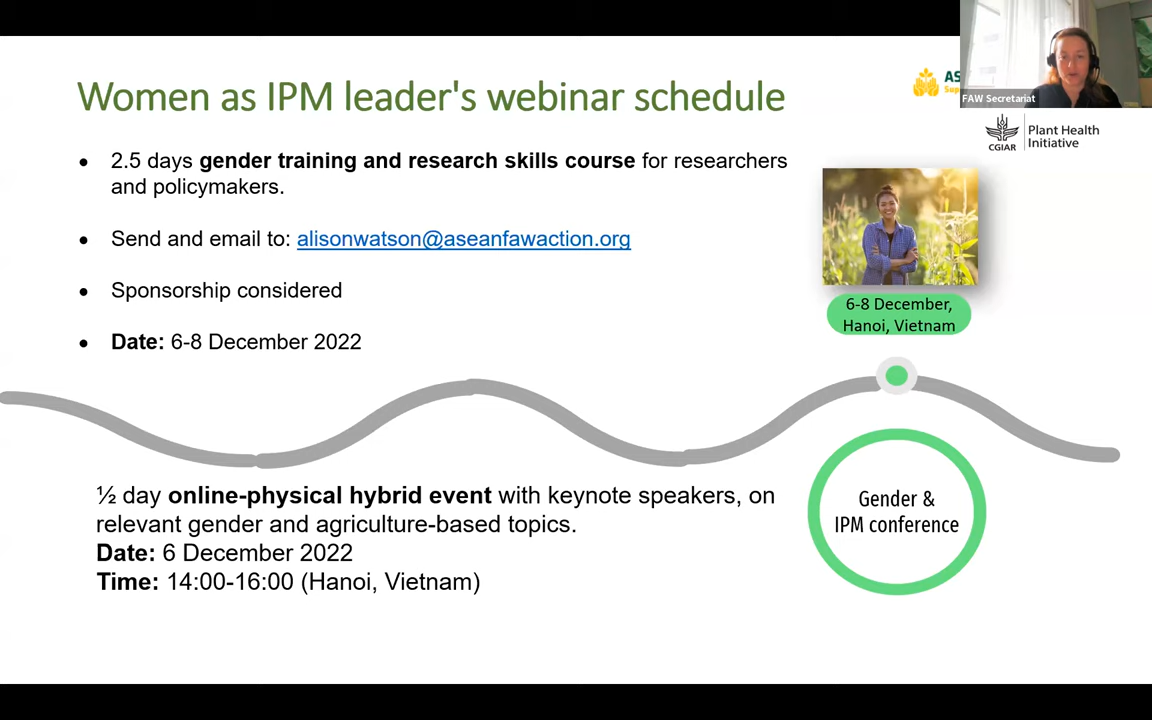 Women as IPM leader's webinar schedule
2.5 days gender training and research skills course for researchers
and policymakers.
Send and email to: alisonwatson@aseanfawaction.org
Sponsorship considered
Date: 6-8 December 2022
AS
FAW Secretariat
CGIAR
Plant Health
Initiative
6-8 December,
Hanoi, Vietnam
½ day online-physical hybrid event with keynote speakers, on
relevant gender and agriculture-based topics.
Date: 6 December 2022
Time: 14:00-16:00 (Hanoi, Vietnam)
Gender &
IPM conference